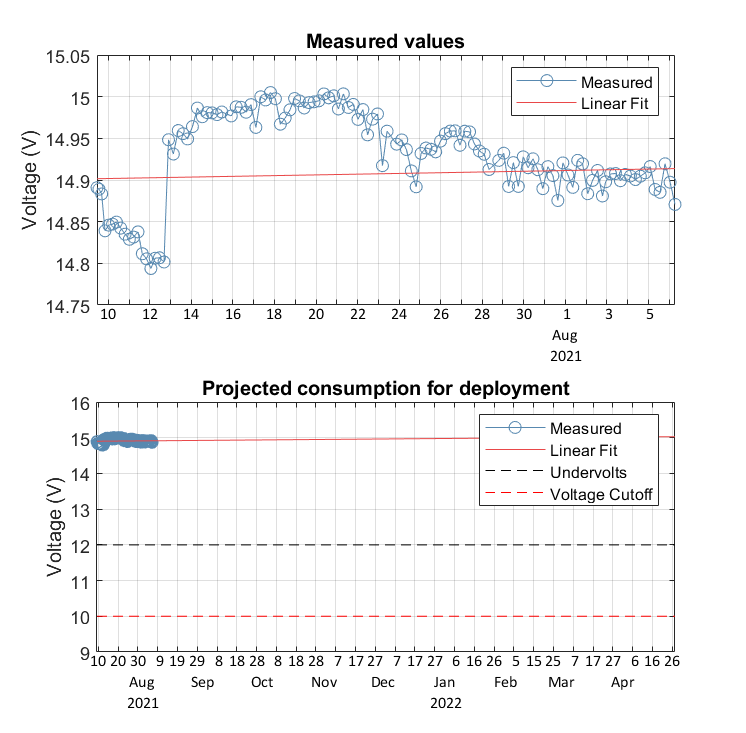 Measured values
15.05
15
14.95
14.9
14.85
14.8
14.75
Voltage (V)
Measured
Linear Fit
10 12 14 16 18 20 22 24 26 28 30 1 3 5
Aug
2021
Projected consumption for deployment
16
15
14
13
12
11
10
9
Voltage (V)
Measured
Linear Fit
Undervolts
Voltage Cutoff
10 20 30 9 19 29 8 18 28 8 18 28 7 17 27 7 17 27 6 16 26 5 15 25 7 17 27 6 16 26
Aug Sep Oct Nov Dec Jan Feb Mar Apr
2021 2022